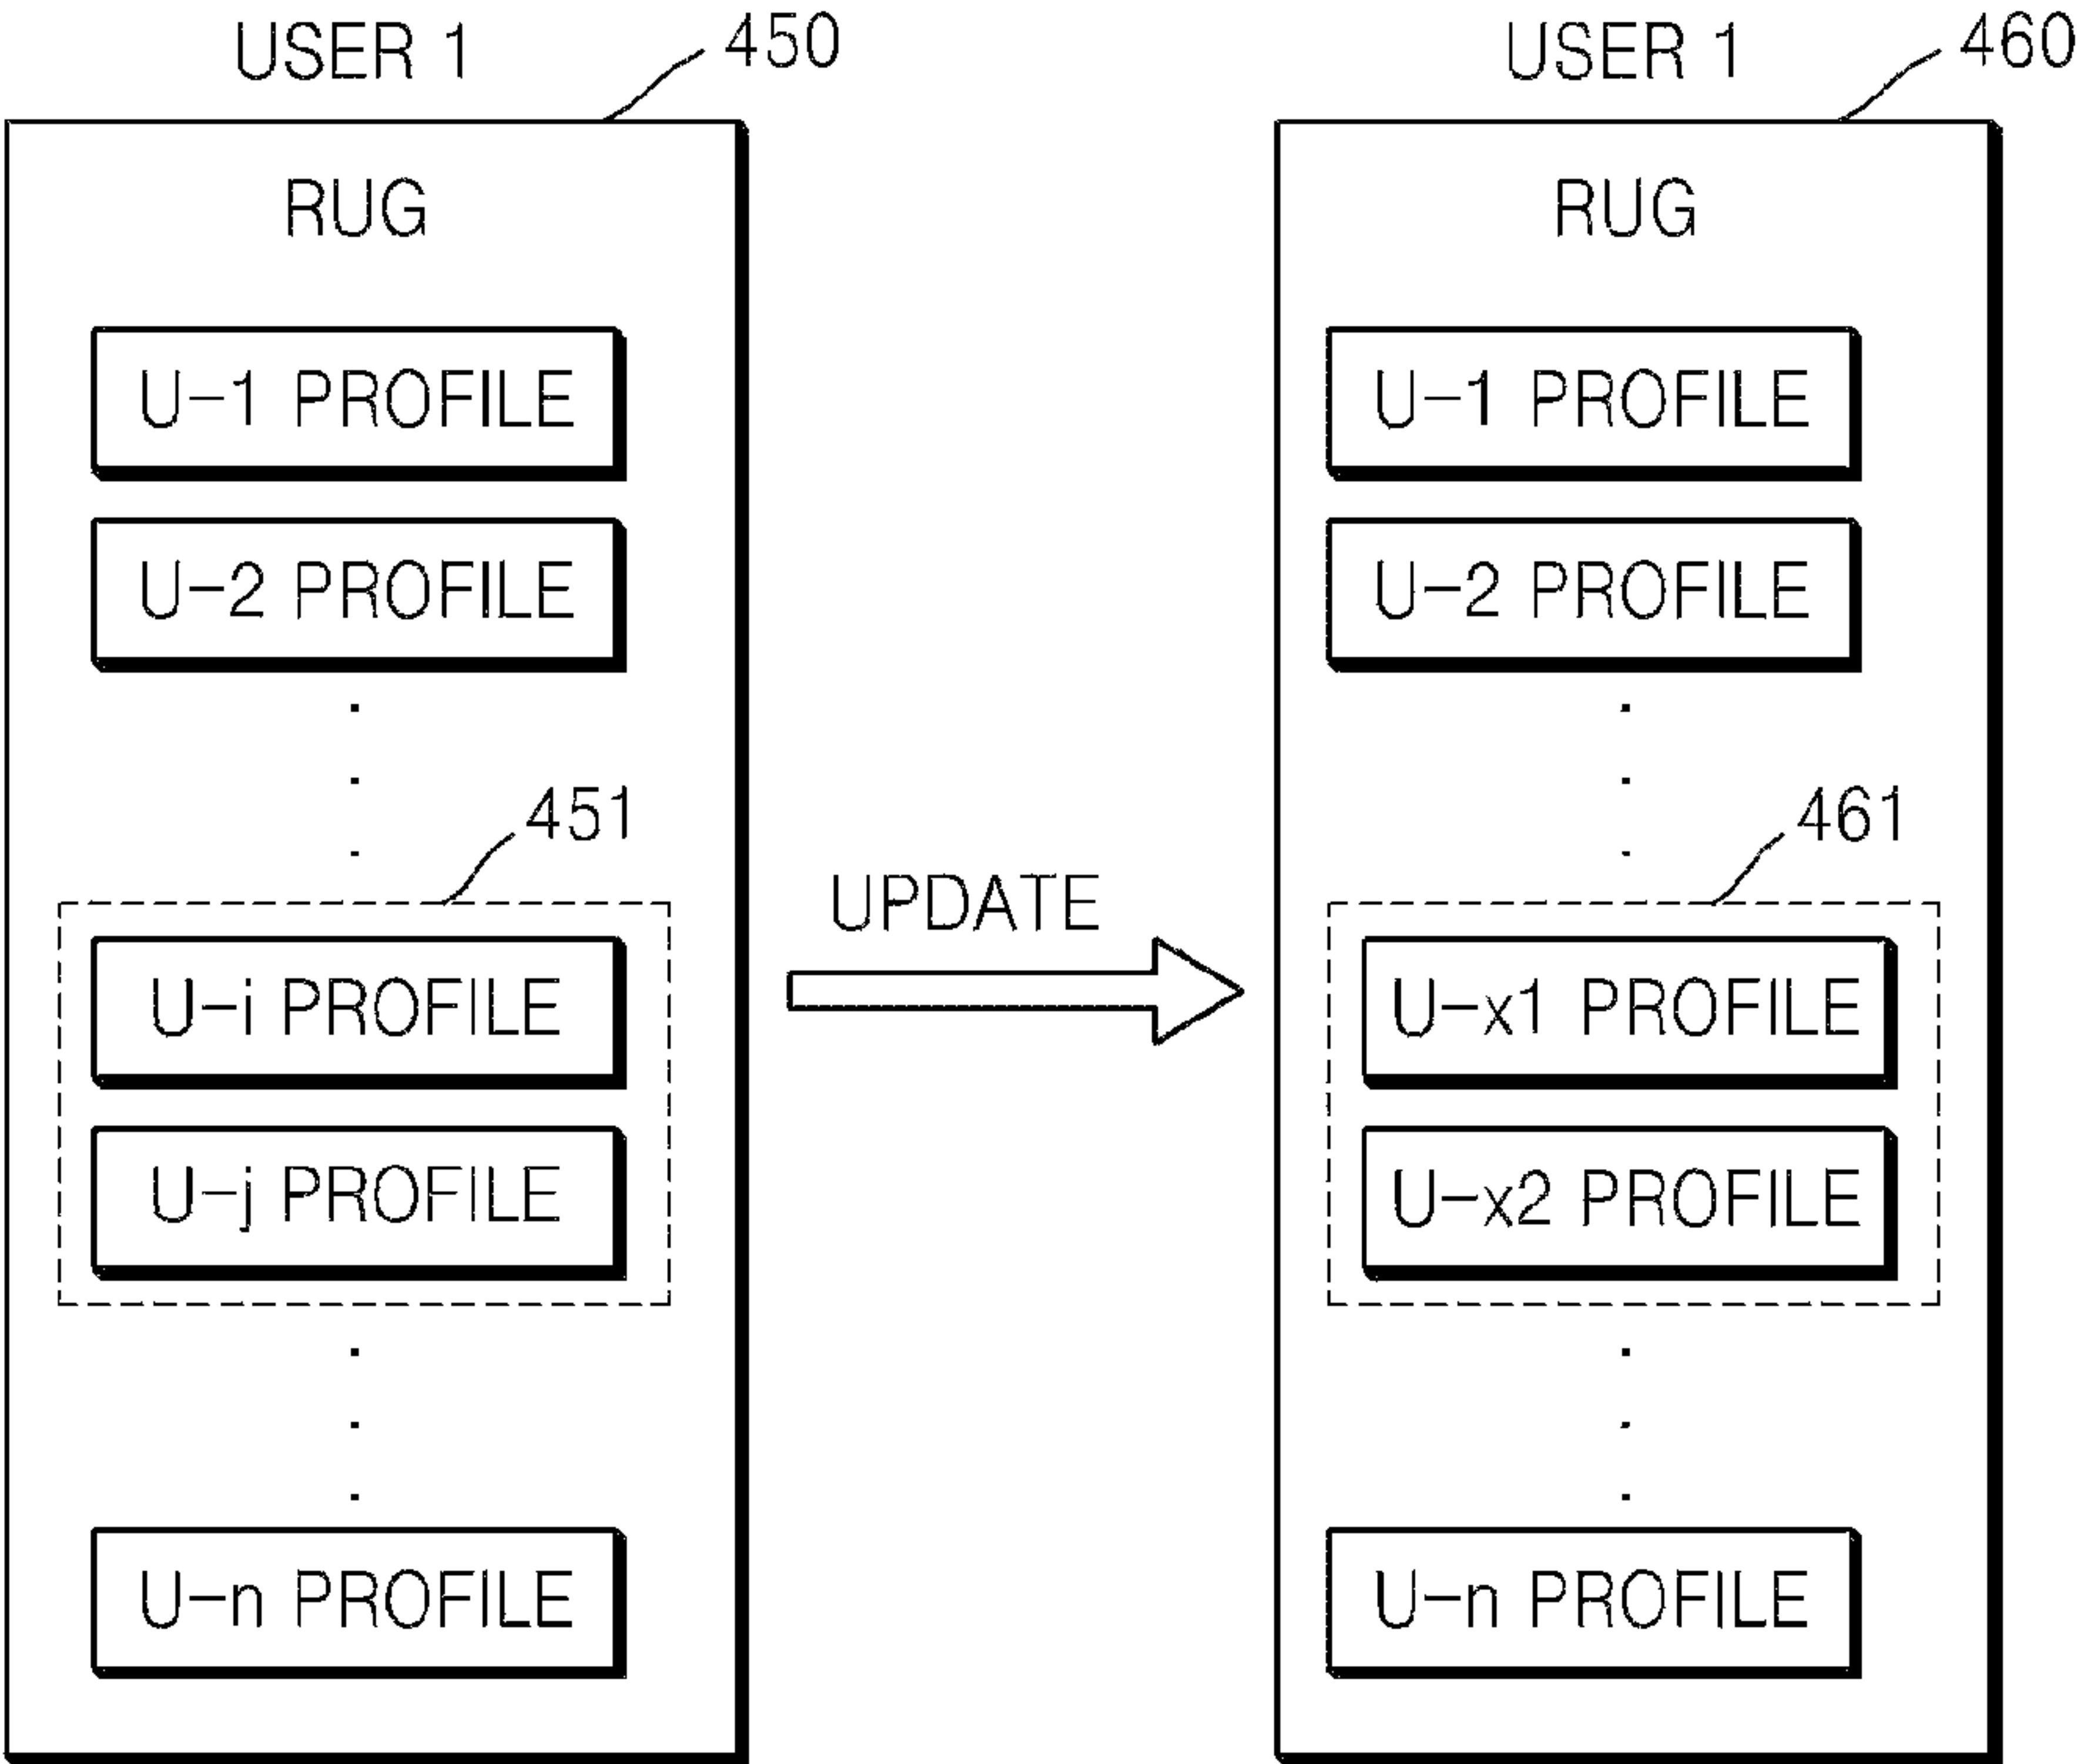 USER 1
450
RUG
U-1 PROFILE
U-2 PROFILE
451
U-i PROFILE
U-j PROFILE
U-n PROFILE
UPDATE
USER 1
460
RUG
U-1 PROFILE
U-2 PROFILE
461
U-x1 PROFILE
U-x2 PROFILE
U-n PROFILE